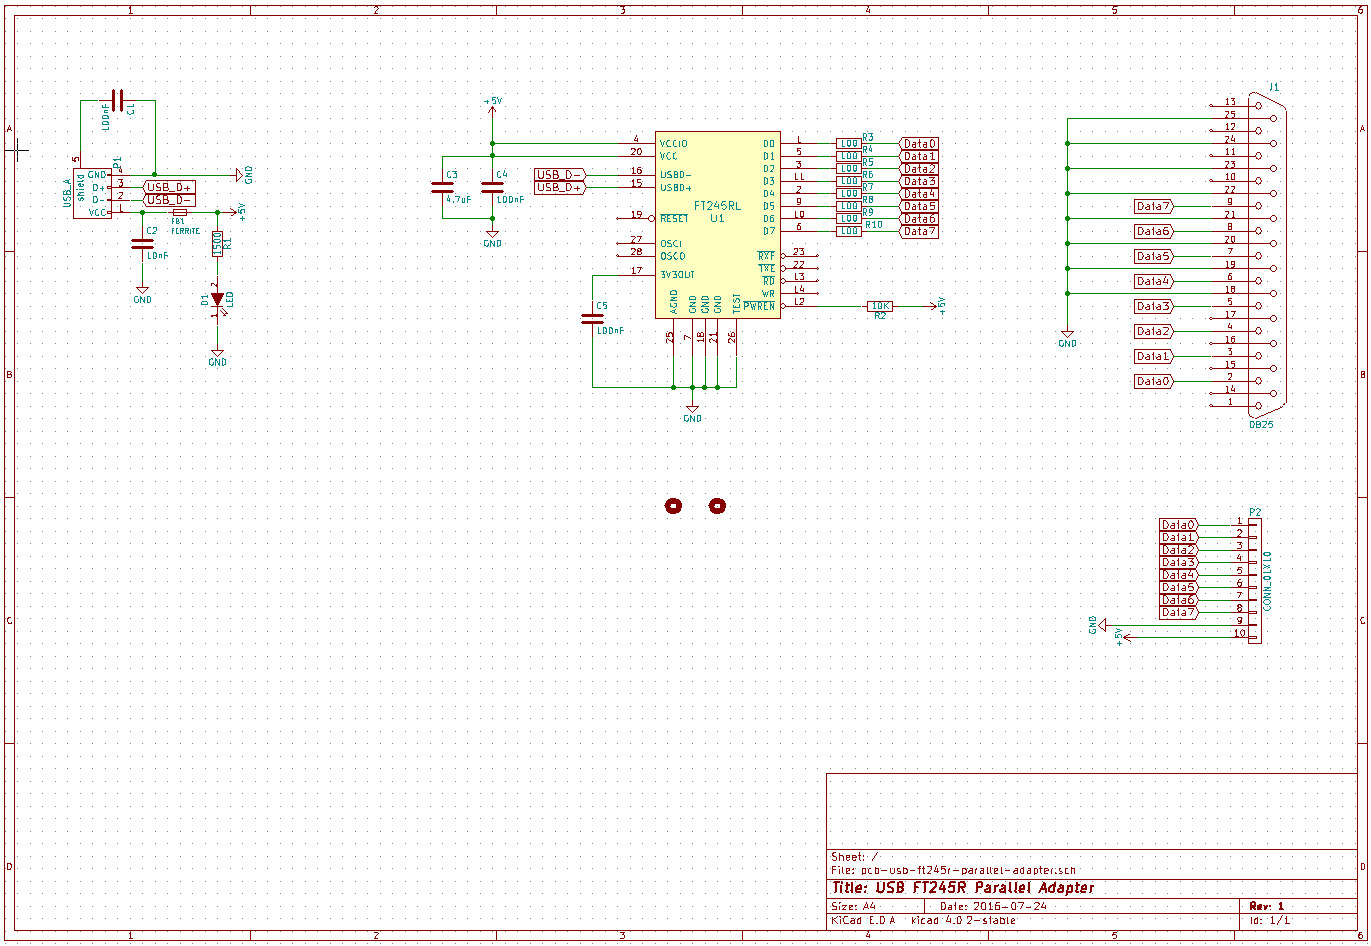 1 2 3 4 5 6
A
B
C
D
100nF
C1
5
P1
USB_A
shield
GND 4
D+ 3
D- 2
VCC 1
USB_D+
USB_D-
GND
+5V
FB1
FERRITE
C2
10nF
GND
1500
R1
2
D1
LED
1
GND
+5V
C3
4.7uF
C4
100nF
GND
USB_D-
USB_D+
4 VCCIO
20 VCC
16 USBD-
15 USBD+
19 RESET
27 OSCI
28 OSCO
17 3V3OUT
FT245RL
U1
D0 1
D1 5
D2 3
D3 11
D4 2
D5 9
D6 10
D7 6
RXF 23
TXE 22
RD 13
WR 14
PWREN 12
AGND GND GND GND TEST
25 7 18 21 26
C5
100nF
GND
100 R3 Data0
100 R4 Data1
100 R5 Data2
100 R6 Data3
100 R7 Data4
100 R8 Data5
100 R9 Data6
100 R10 Data7
10K
R2
+5V
J1
13
25
12
24
11
23
10
22
Data7 9
21
Data6 8
20
Data5 7
19
Data4 6
18
Data3 5
17
Data2 4
16
Data1 3
15
Data0 2
14
1
GND
DB25
P2
Data0 1
Data1 2
Data2 3
Data3 4
Data4 5
Data5 6
Data6 7
Data7 8
GND 9
+5V 10
CONN_01X10
Sheet: /
File: pcb-usb-ft245r-parallel-adapter.sch
Title: USB FT245R Parallel Adapter
Size: A4 Date: 2016-07-24 Rev: 1
KiCad E.D.A. kicad 4.0.2-stable Id: 1/1
1 2 3 4 5 6
A
B
C
D